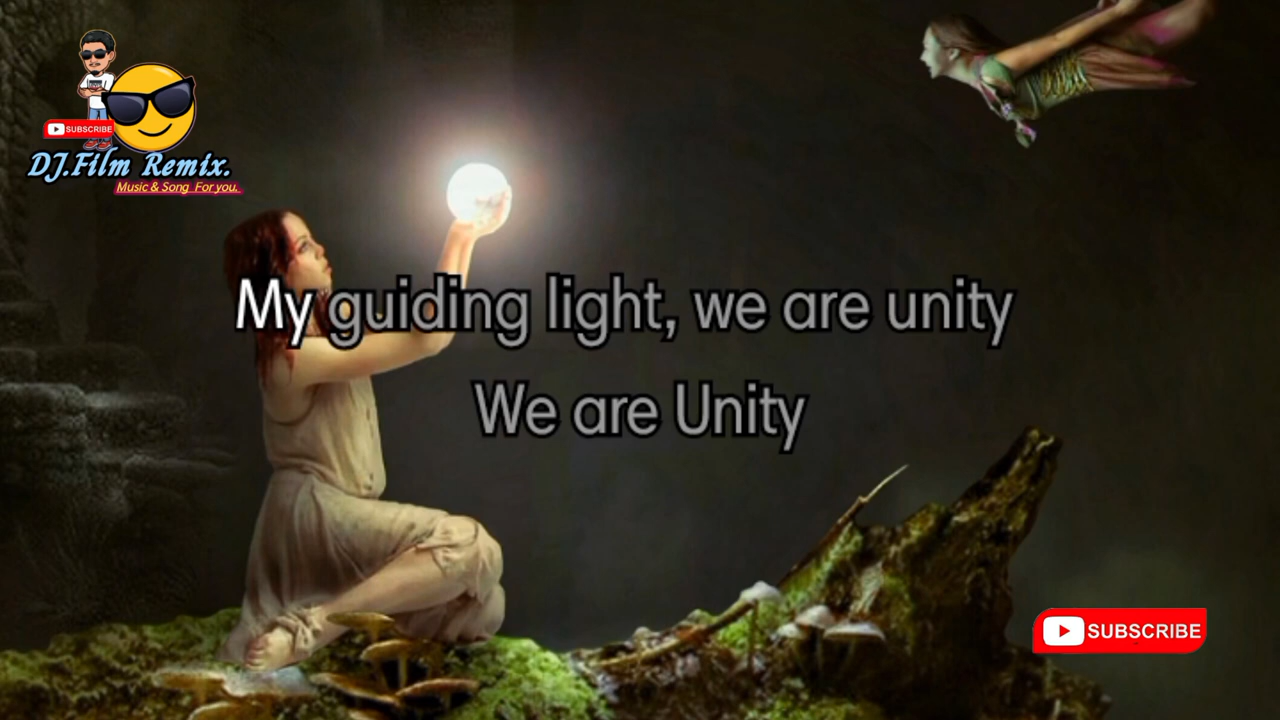 SUBSCRIBE
DJ.Film Remix.
Music & Song For you.
My guiding light, we are unity
We are Unity
SUBSCRIBE